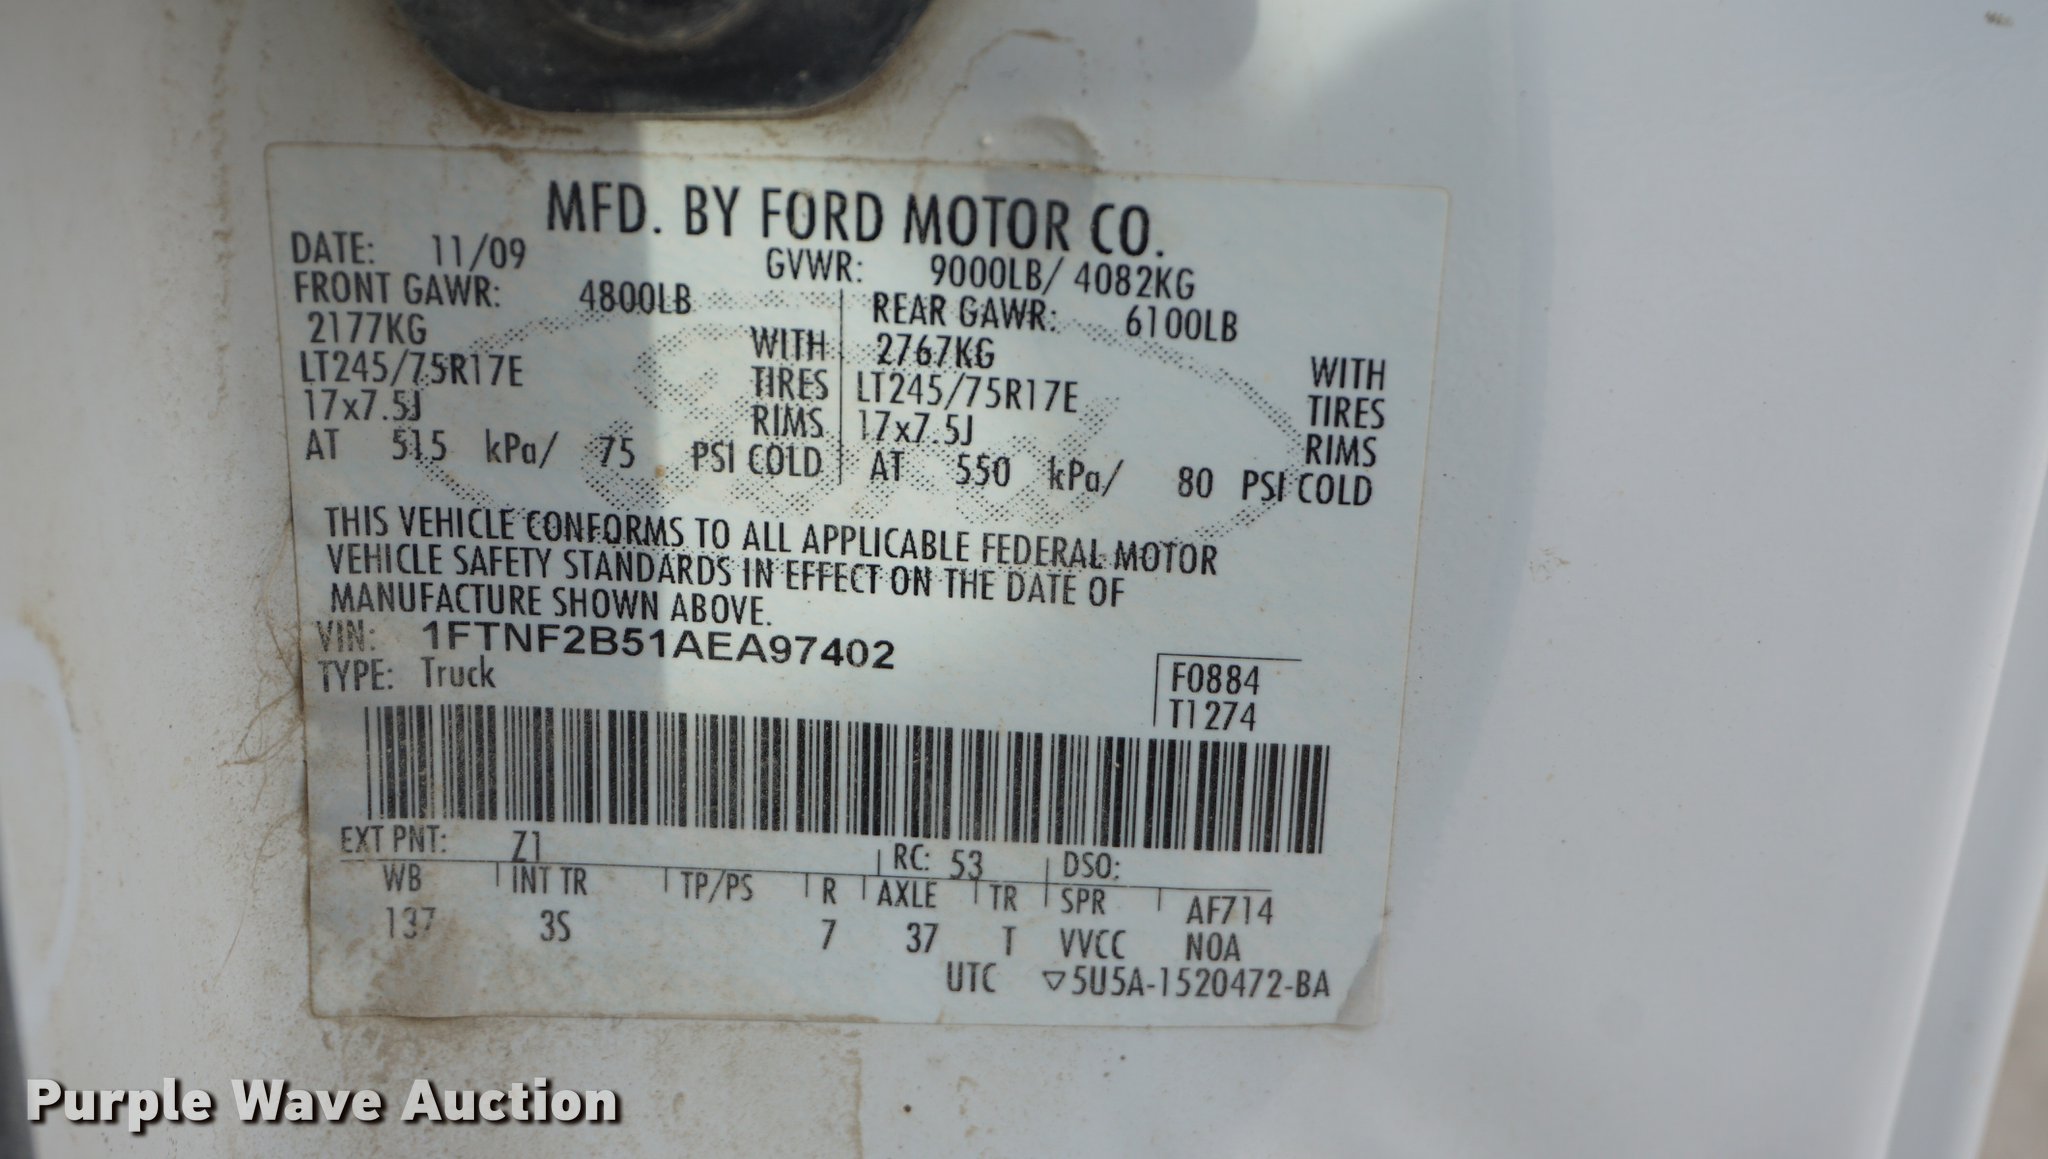 MFD. BY FORD MOTOR CO.
DATE: 11/09 GVWR: 9000LB/ 4082KG
FRONT GAWR: 4800LB REAR GAWR: 6100LB
2177KG WITH 2767KG WITH
LT245/75R17E TIRES LT245/75R17E TIRES
17x7.5J RIMS 17x7.5J RIMS
AT 515 kPa/ 75 PSI COLD AT 550 kPa/ 80 PSI COLD
THIS VEHICLE CONFORMS TO ALL APPLICABLE FEDERAL MOTOR
VEHICLE SAFETY STANDARDS IN EFFECT ON THE DATE OF
MANUFACTURE SHOWN ABOVE.
VIN: 1FTNF2B51AEA97402
TYPE: Truck F0884
T1274
EXT PNT: Z1 RC: 53 DSO:
WB INT TR TP/PS R AXLE TR SPR AF714
137 3S 7 37 T VVCC NOA
UTC ▽5U5A-1520472-BA
Purple Wave Auction